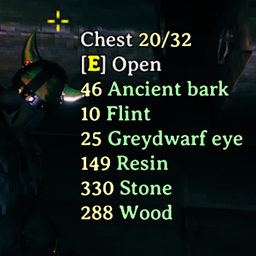 Chest 20/32
[E] Open
46 Ancient bark
10 Flint
25 Greydwarf eye
149 Resin
330 Stone
288 Wood